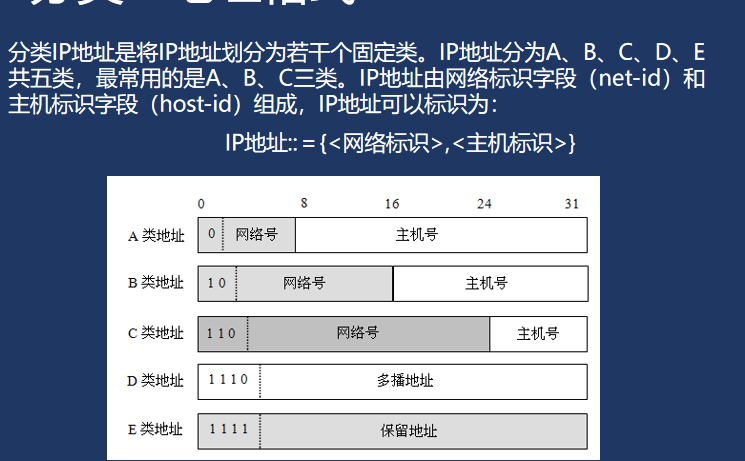 分类IP地址是将IP地址划分为若干个固定类。IP地址分为A、B、C、D、E
共五类，最常用的是A、B、C三类。IP地址由网络标识字段（net-id）和
主机标识字段（host-id）组成，IP地址可以标识为：
IP地址::={<网络标识>,<主机标识>}
0 8 16 24 31
A 类地址 0 网络号 主机号
B 类地址 1 0 网络号 主机号
C 类地址 1 1 0 网络号 主机号
D 类地址 1 1 1 0 多播地址
E 类地址 1 1 1 1 保留地址